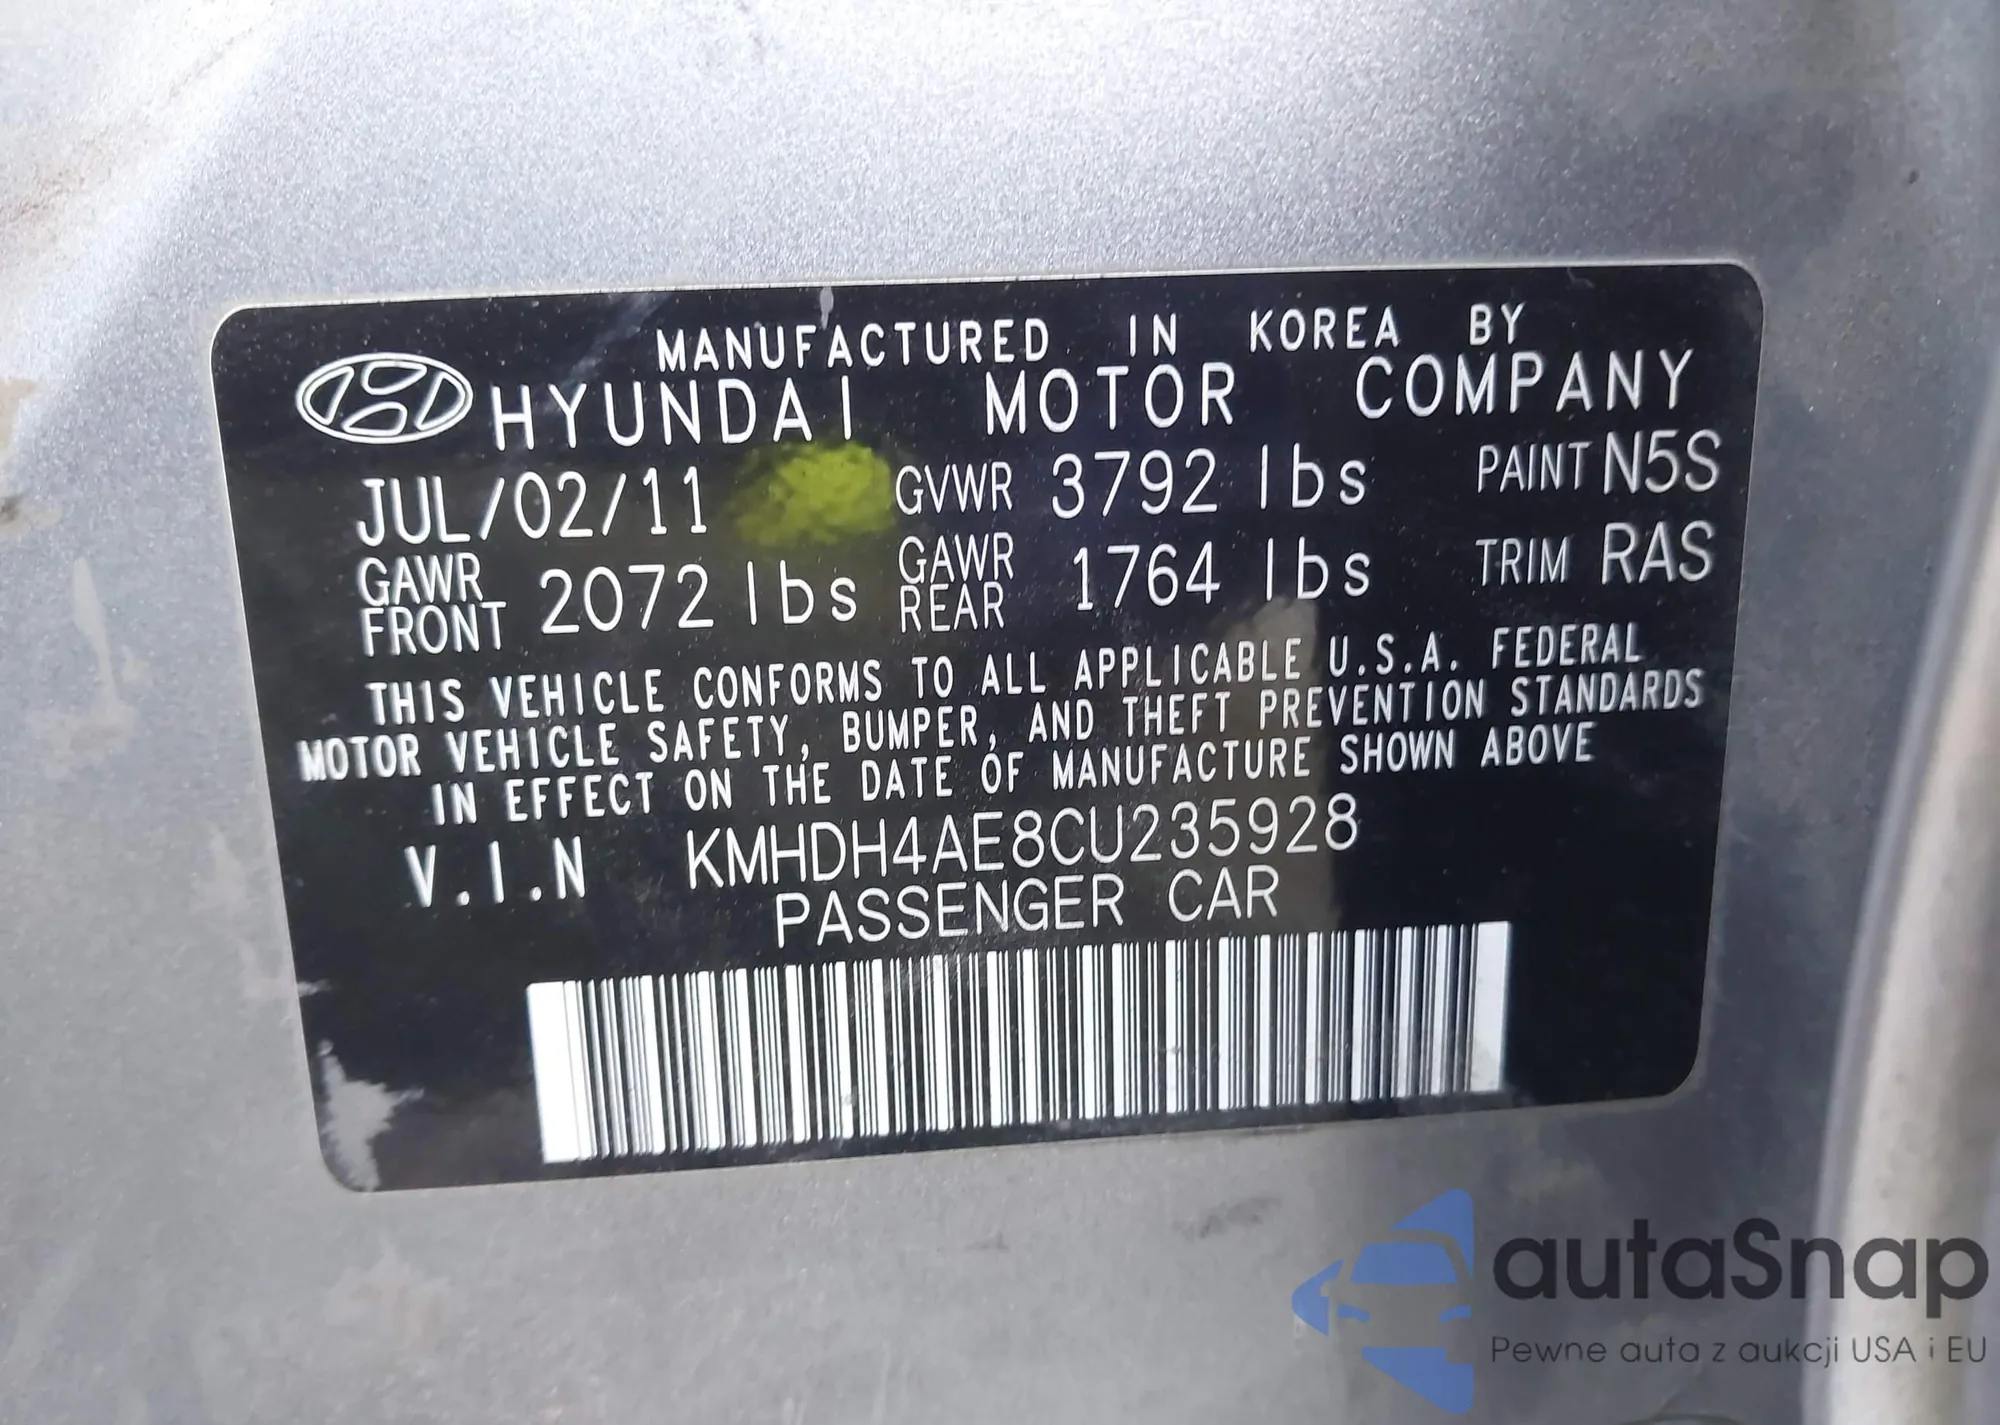 MANUFACTURED IN KOREA BY
HYUNDAI MOTOR COMPANY
JUL/02/11 GVWR 3792 lbs PAINT N5S
GAWR FRONT 2072 lbs GAWR REAR 1764 lbs TRIM RAS
THIS VEHICLE CONFORMS TO ALL APPLICABLE U.S.A. FEDERAL
MOTOR VEHICLE SAFETY, BUMPER, AND THEFT PREVENTION STANDARDS
IN EFFECT ON THE DATE OF MANUFACTURE SHOWN ABOVE
V.I.N KMHDH4AE8CU235928
PASSENGER CAR
autaSnap
Pewne auta z aukcji USA i EU